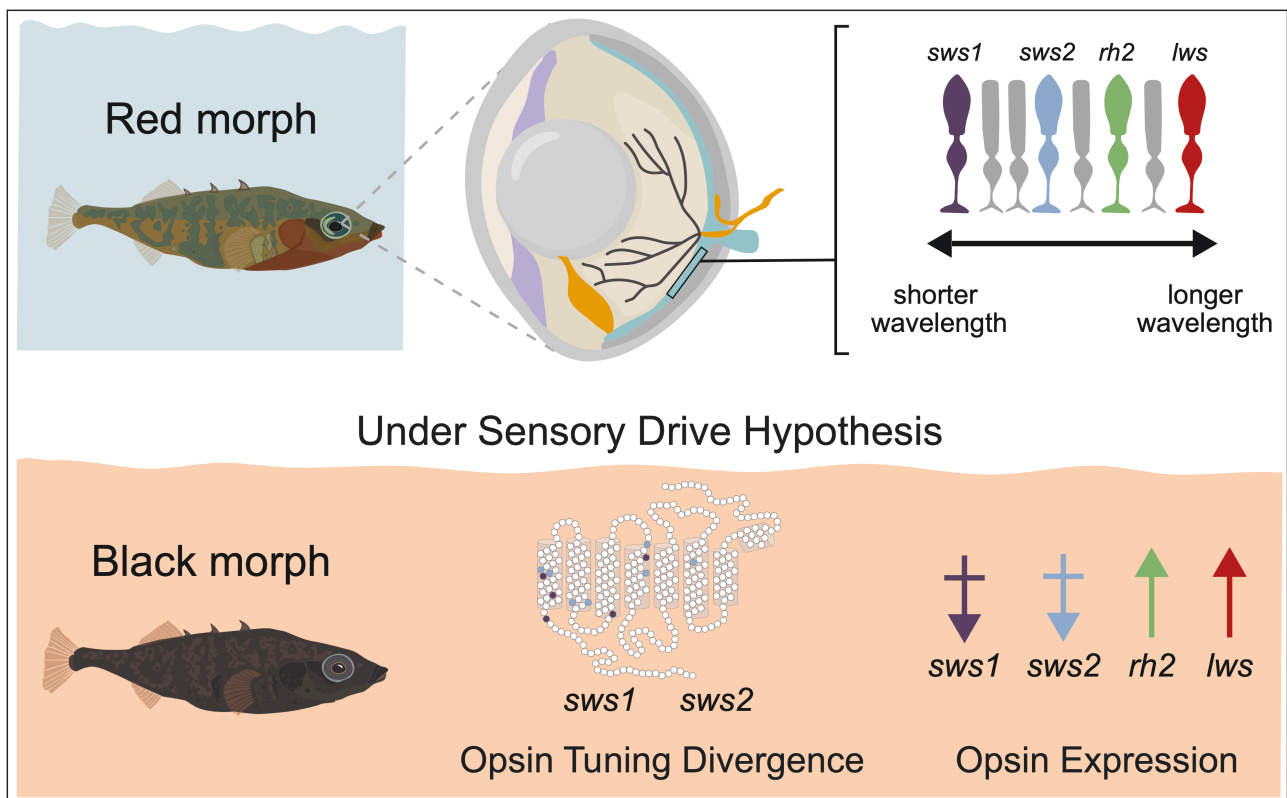 Red morph
sws1 sws2 rh2 lws
shorter
wavelength
longer
wavelength
Under Sensory Drive Hypothesis
Black morph
sws1 sws2
Opsin Tuning Divergence
sws1 sws2 rh2 lws
Opsin Expression